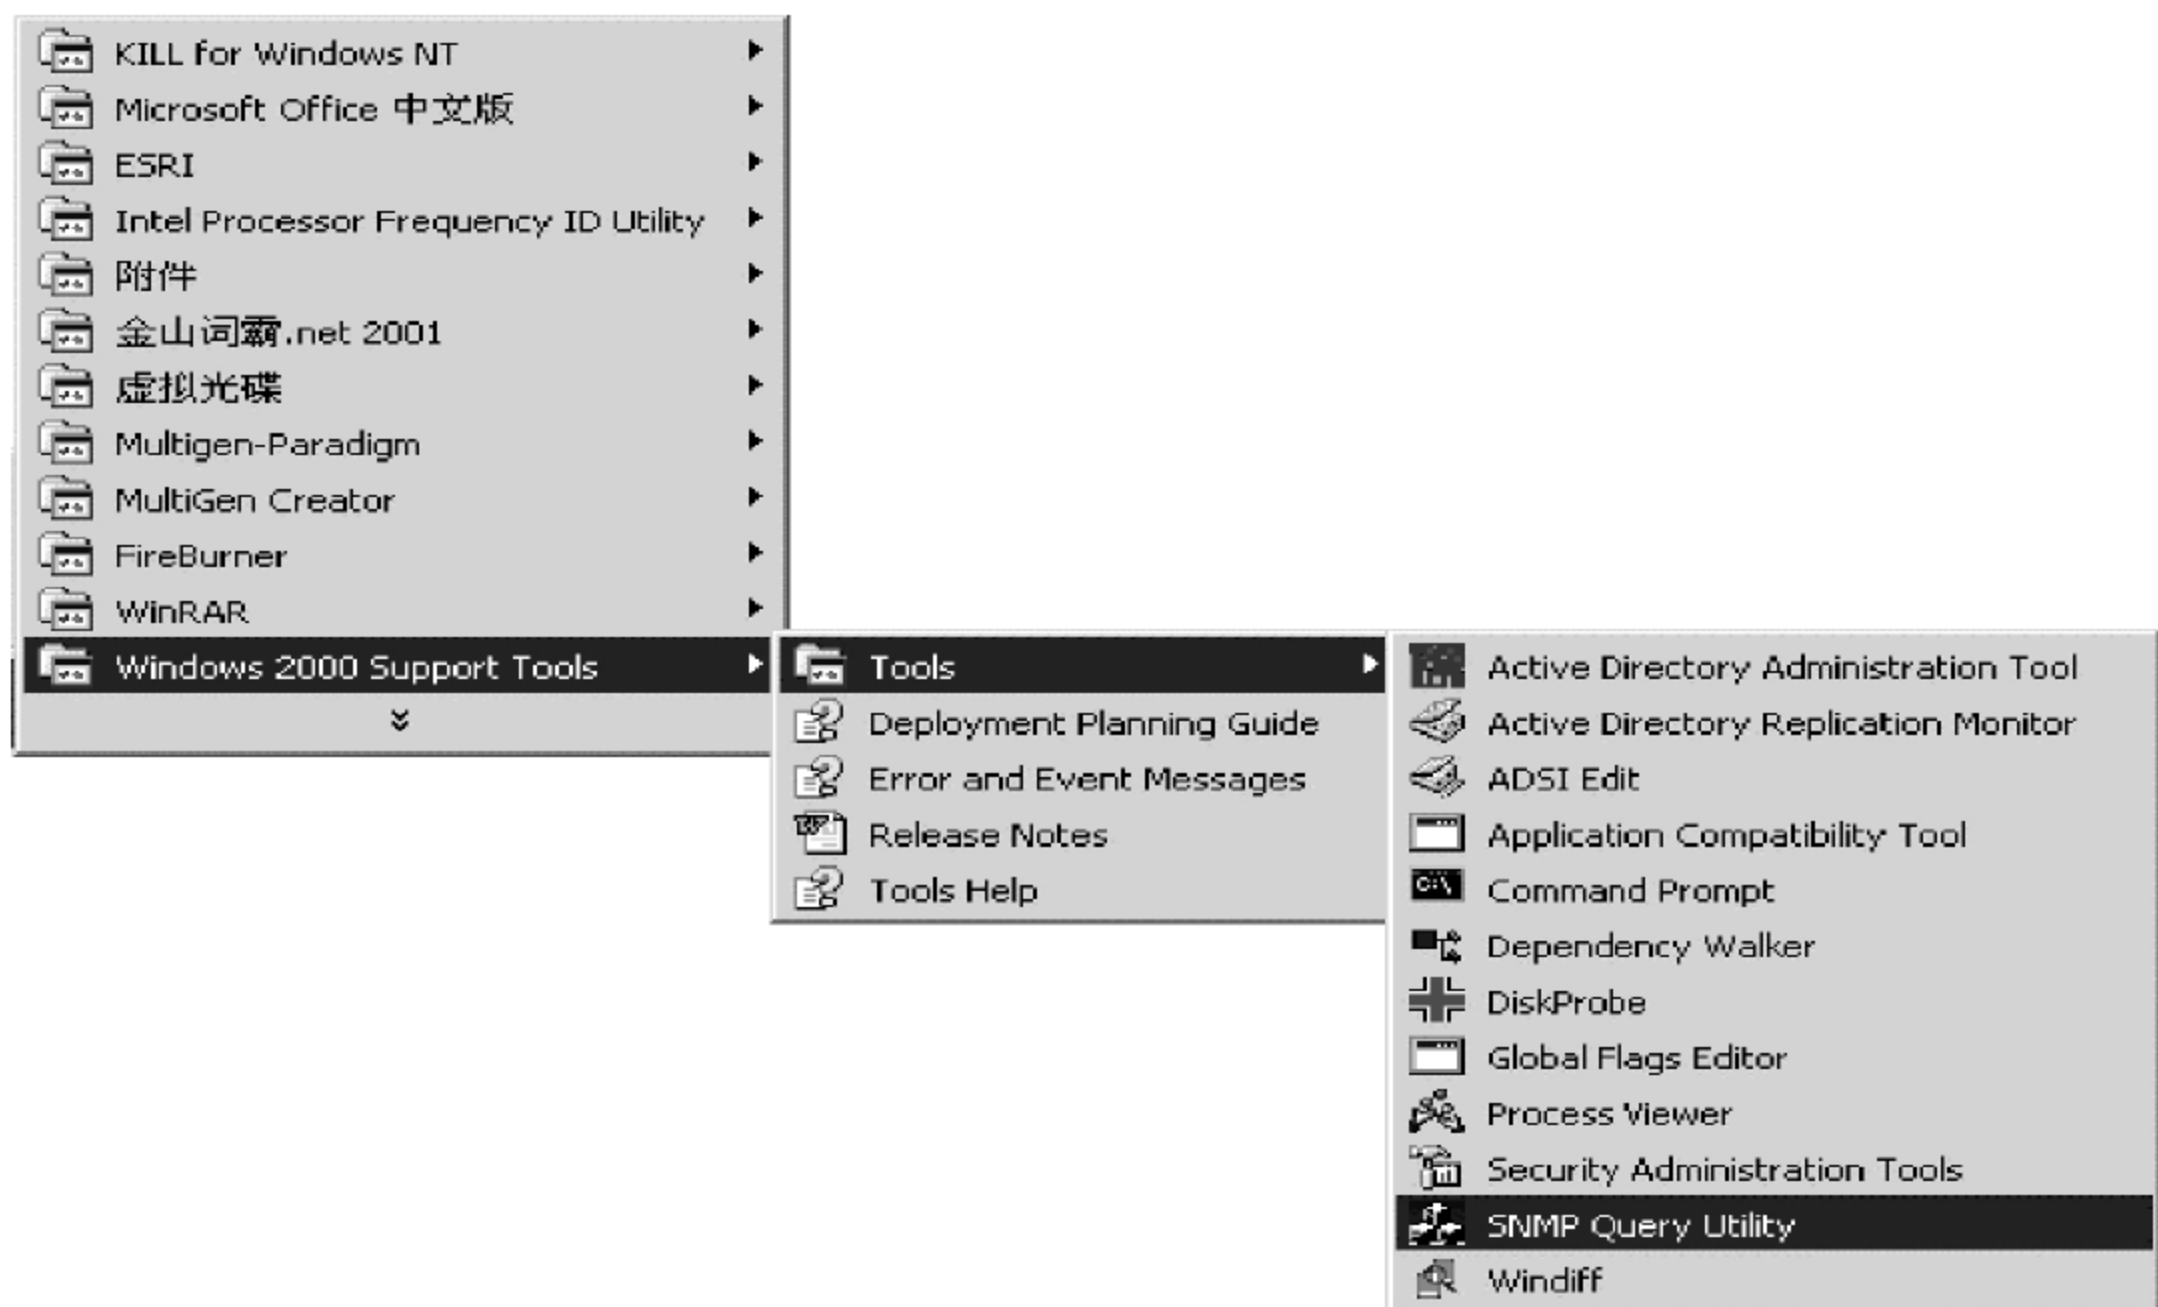 KILL for Windows NT
Microsoft Office 中文版
ESRI
Intel Processor Frequency ID Utility
附件
金山词霸.net 2001
虚拟光碟
Multigen-Paradigm
MultiGen Creator
FireBurner
WinRAR
Windows 2000 Support Tools
Tools
Deployment Planning Guide
Error and Event Messages
Release Notes
Tools Help
Active Directory Administration Tool
Active Directory Replication Monitor
ADSI Edit
Application Compatibility Tool
Command Prompt
Dependency Walker
DiskProbe
Global Flags Editor
Process Viewer
Security Administration Tools
SNMP Query Utility
Windiff